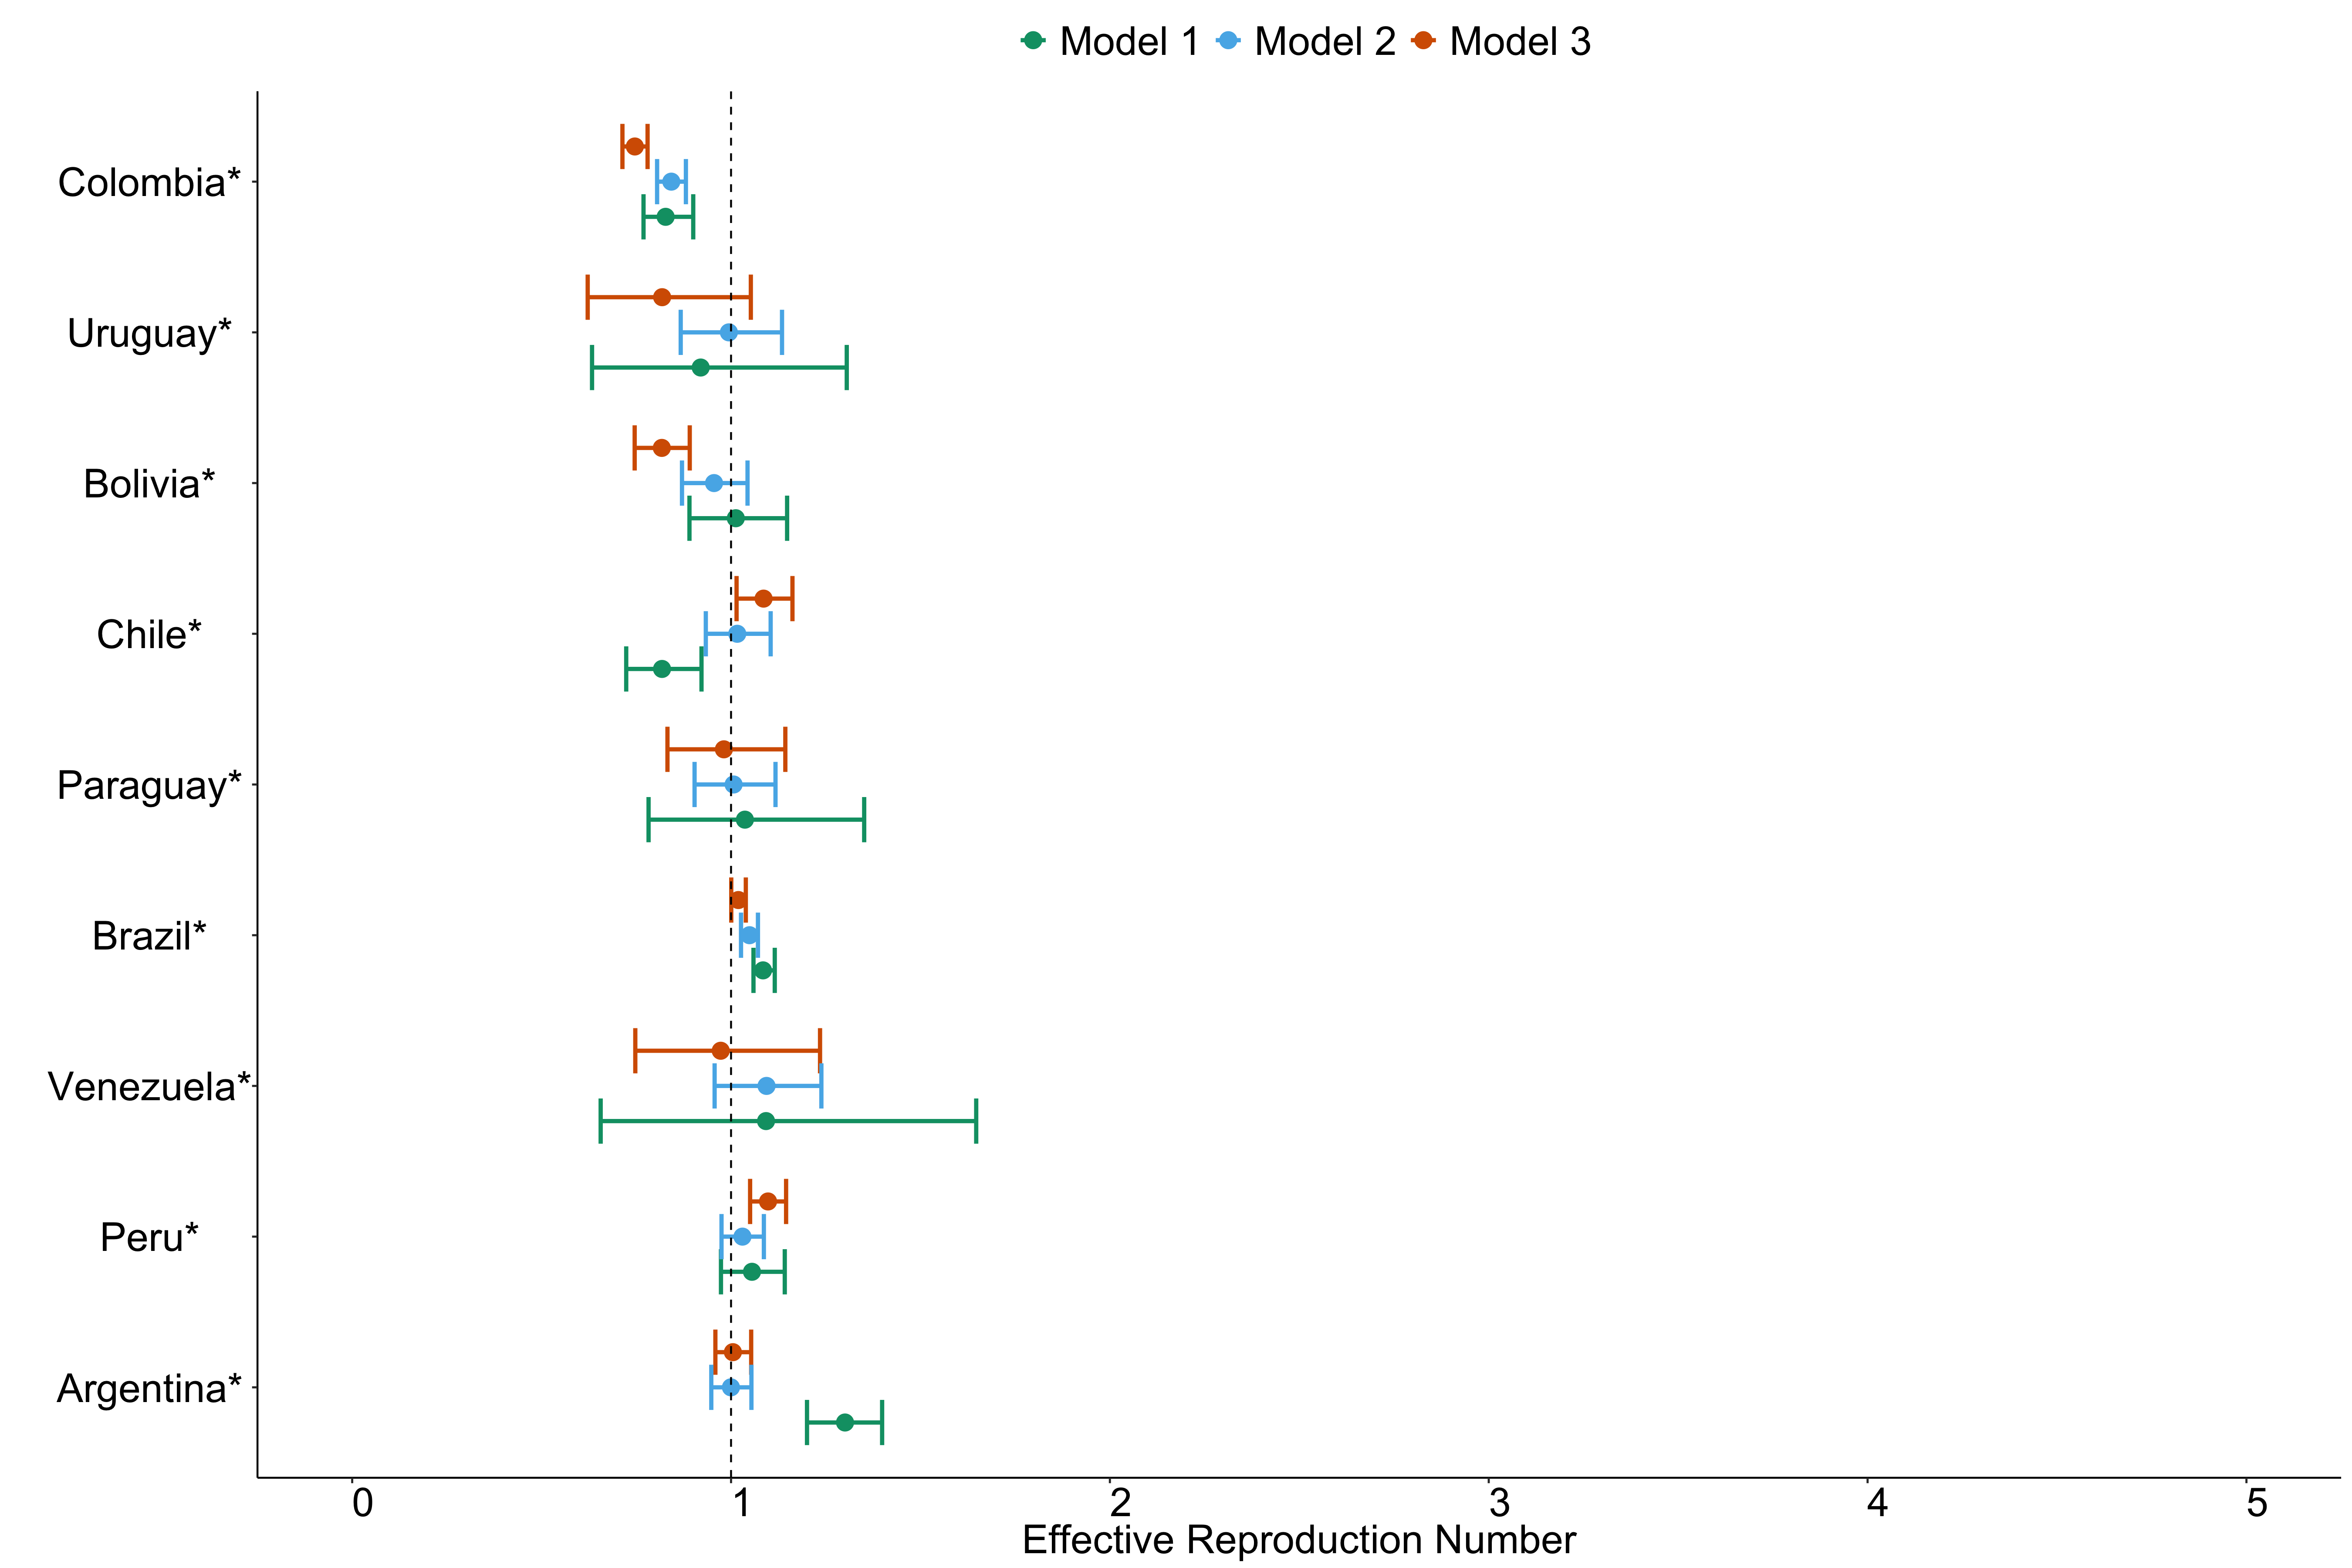 Model 1 Model 2 Model 3
Colombia*
Uruguay*
Bolivia*
Chile*
Paraguay*
Brazil*
Venezuela*
Peru*
Argentina*
0 1 2 3 4 5
Effective Reproduction Number